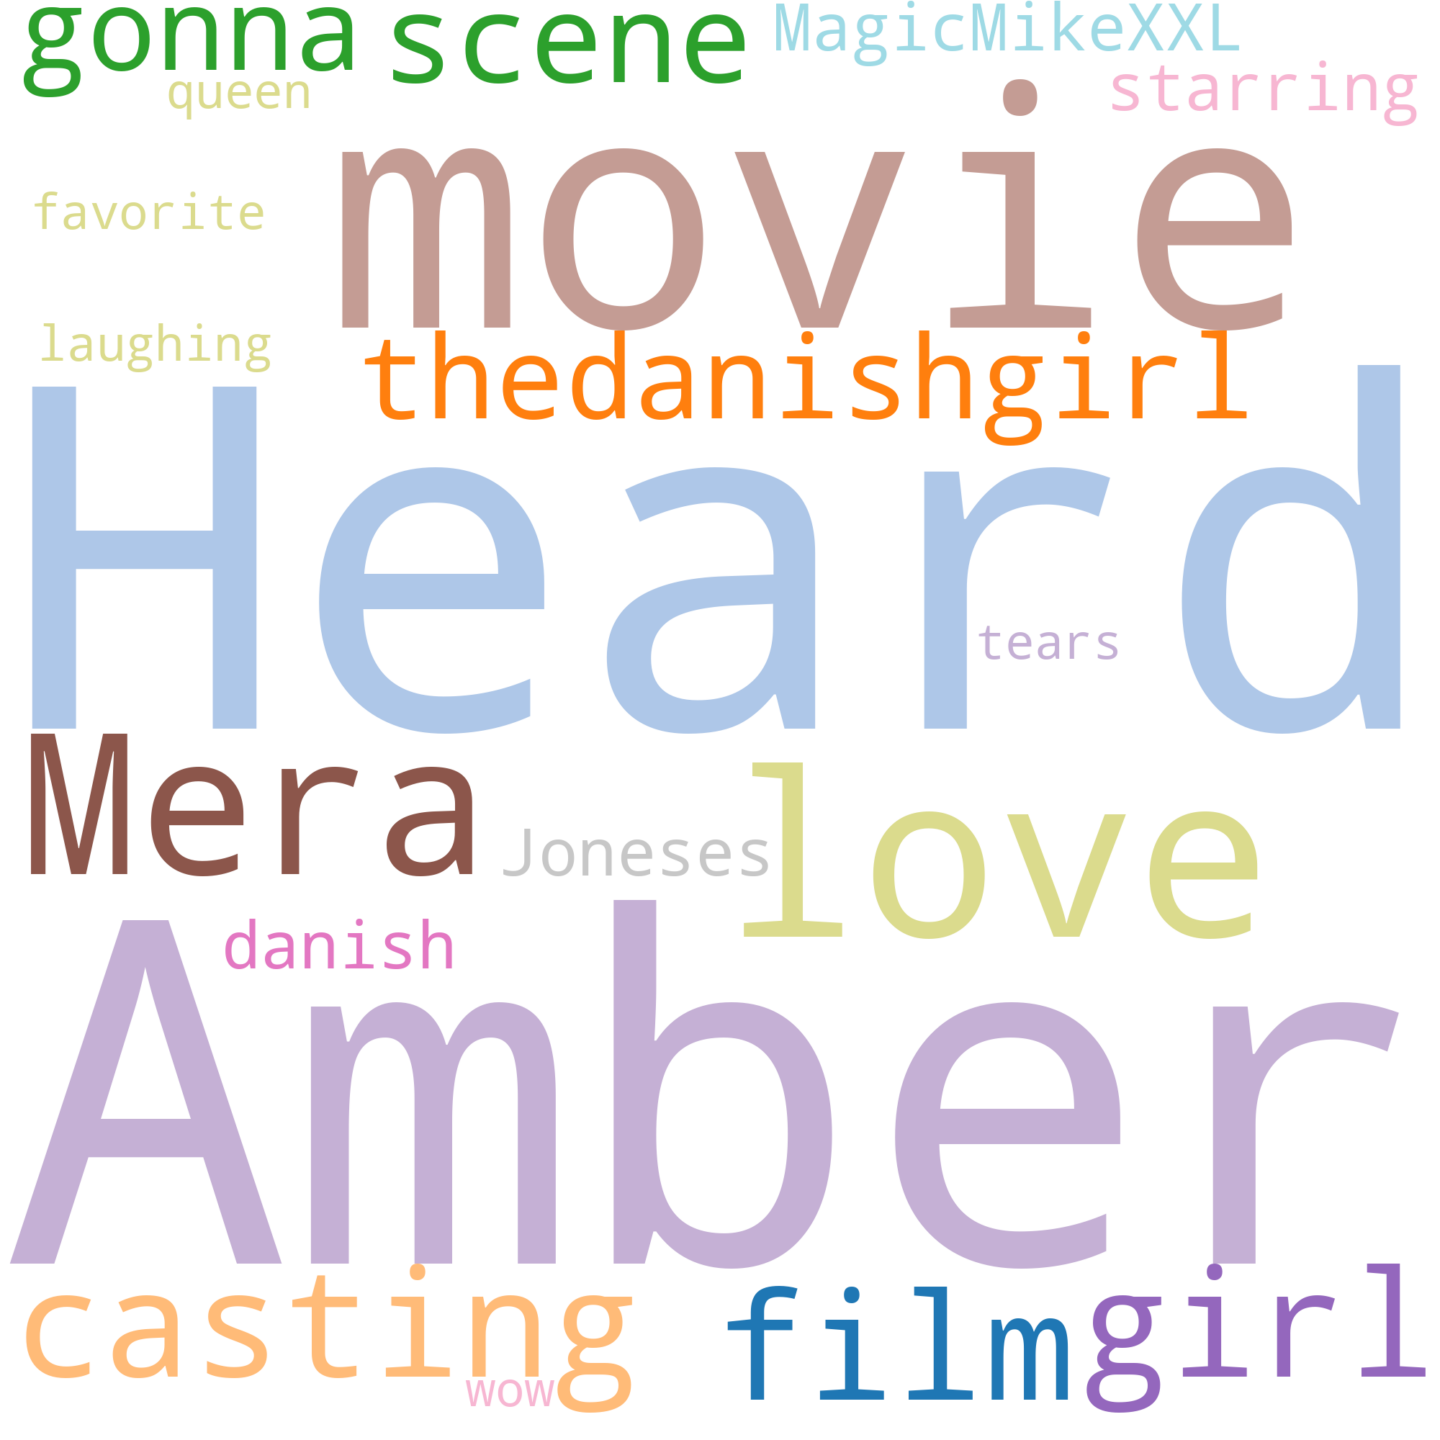 gonna scene MagicMikeXXL
queen starring
movie
favorite
laughing thedanishgirl
Heard
tears
Mera Joneses love
danish
Amber
casting film girl
wow